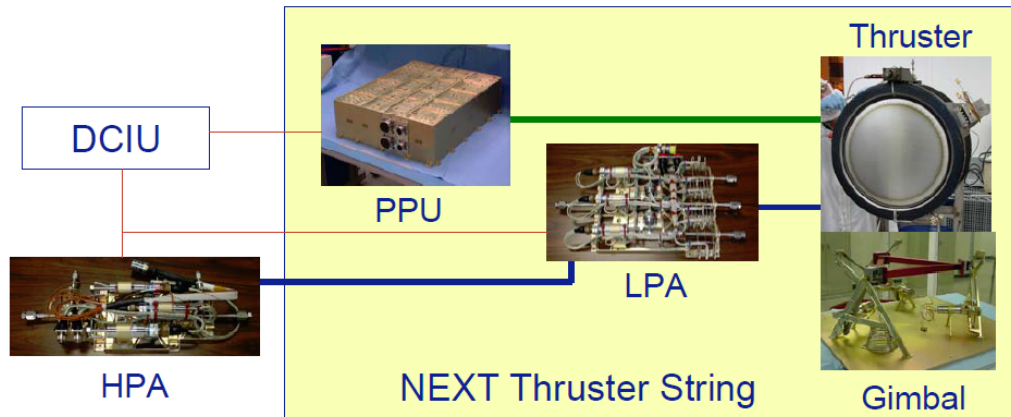 Thruster
DCIU
PPU
LPA
HPA
NEXT Thruster String
Gimbal